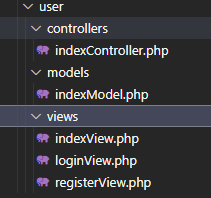 user
controllers
indexController.php
models
indexModel.php
views
indexView.php
loginView.php
registerView.php